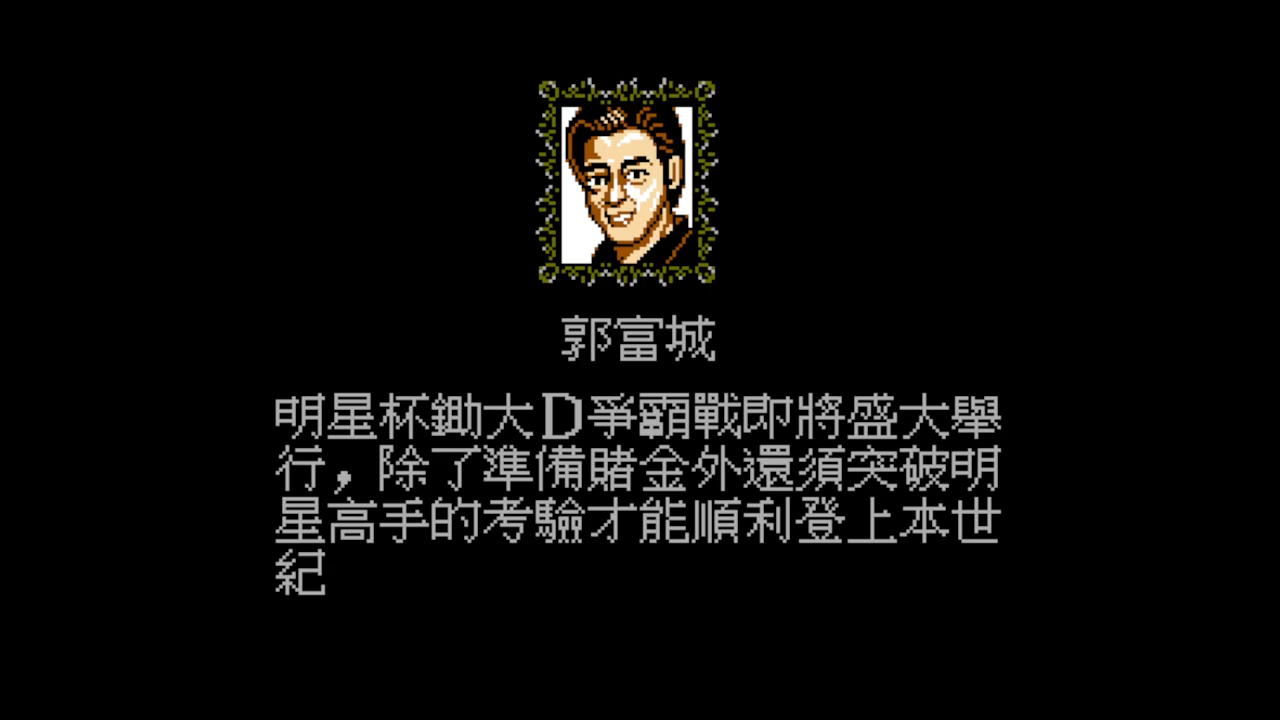 郭富城
明星杯鋤大D爭霸戰即將盛大舉
行，除了準備賭金外還須突破明
星高手的考驗才能順利登上本世
紀